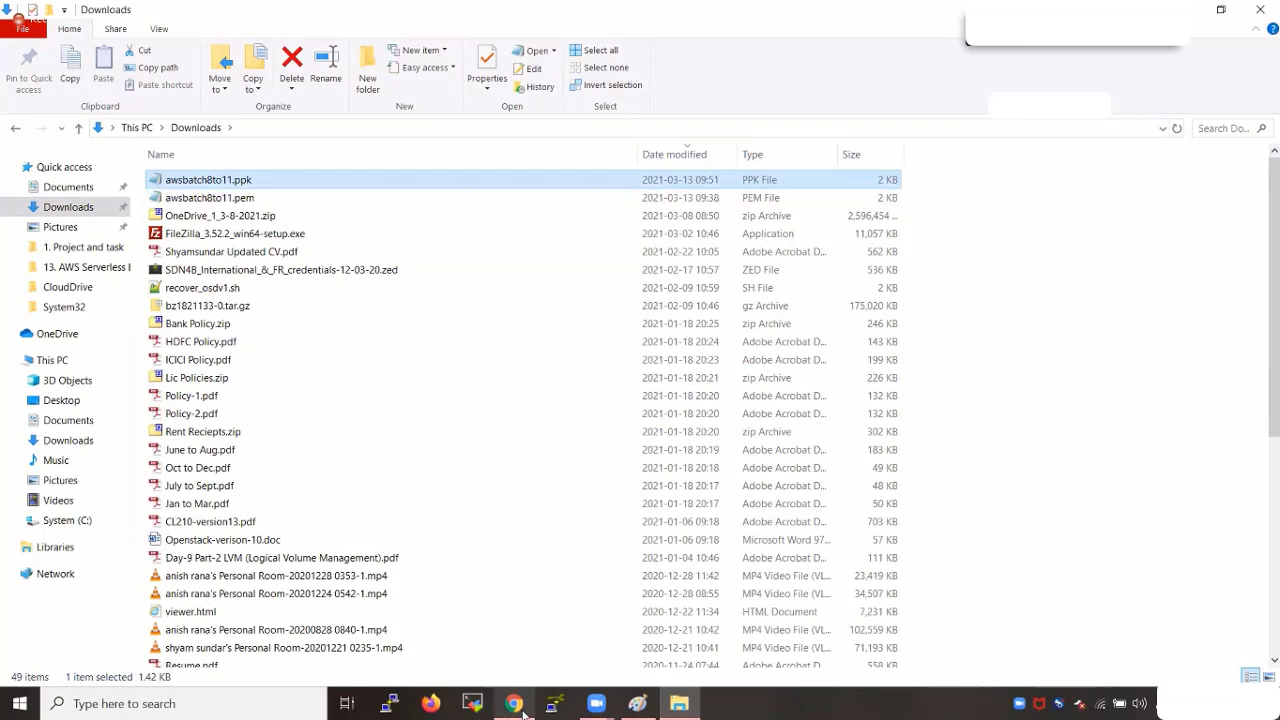 Downloads
File Home Share View
Pin to Quick access
Copy
Paste
Cut
Copy path
Paste shortcut
Clipboard
Move to
Copy to
Delete
Rename
Organize
New folder
New item
Easy access
New
Properties
Open
Edit
History
Open
Select all
Select none
Invert selection
Select
This PC Downloads Search Do...
Quick access
Documents
Downloads
Pictures
1. Project and task
13. AWS Serverless
CloudDrive
System32
OneDrive
This PC
3D Objects
Desktop
Documents
Downloads
Music
Pictures
Videos
System (C:)
Libraries
Network
Name Date modified Type Size
awsbatch8to11.ppk 2021-03-13 09:51 PPK File 2 KB
awsbatch8to11.pem 2021-03-13 09:38 PEM File 2 KB
OneDrive_1_3-8-2021.zip 2021-03-08 08:50 zip Archive 2,596,454 ...
FileZilla_3.52.2_win64-setup.exe 2021-03-02 10:46 Application 11,057 KB
Shyamsundar Updated CV.pdf 2021-02-22 10:05 Adobe Acrobat D... 562 KB
SDN4B_International_&_FR_credentials-12-03-20.zed 2021-02-17 10:57 ZED File 536 KB
recover_osdv1.sh 2021-02-09 10:59 SH File 2 KB
bz1821133-0.tar.gz 2021-02-09 10:46 gz Archive 175,020 KB
Bank Policy.zip 2021-01-18 20:25 zip Archive 246 KB
HDFC Policy.pdf 2021-01-18 20:24 Adobe Acrobat D... 143 KB
ICICI Policy.pdf 2021-01-18 20:23 Adobe Acrobat D... 199 KB
Lic Policies.zip 2021-01-18 20:21 zip Archive 226 KB
Policy-1.pdf 2021-01-18 20:20 Adobe Acrobat D... 132 KB
Policy-2.pdf 2021-01-18 20:20 Adobe Acrobat D... 132 KB
Rent Reciepts.zip 2021-01-18 20:20 zip Archive 302 KB
June to Aug.pdf 2021-01-18 20:19 Adobe Acrobat D... 183 KB
Oct to Dec.pdf 2021-01-18 20:18 Adobe Acrobat D... 49 KB
July to Sept.pdf 2021-01-18 20:17 Adobe Acrobat D... 48 KB
Jan to Mar.pdf 2021-01-18 20:17 Adobe Acrobat D... 50 KB
CL210-version13.pdf 2021-01-06 09:18 Adobe Acrobat D... 703 KB
Openstack-verison-10.doc 2021-01-06 09:18 Microsoft Word 97... 57 KB
Day-9 Part-2 LVM (Logical Volume Management).pdf 2021-01-04 10:46 Adobe Acrobat D... 111 KB
anish rana's Personal Room-20201228 0353-1.mp4 2020-12-28 11:42 MP4 Video File (VL... 23,419 KB
anish rana's Personal Room-20201224 0542-1.mp4 2020-12-28 08:55 MP4 Video File (VL... 34,507 KB
viewer.html 2020-12-22 11:34 HTML Document 7,231 KB
anish rana's Personal Room-20200828 0840-1.mp4 2020-12-21 10:42 MP4 Video File (VL... 102,559 KB
shyam sundar's Personal Room-20201221 0235-1.mp4 2020-12-21 10:41 MP4 Video File (VL... 71,193 KB
Resume.pdf 2020-11-24 07:44 Adobe Acrobat D... 558 KB
49 items 1 item selected 1.42 KB
Type here to search